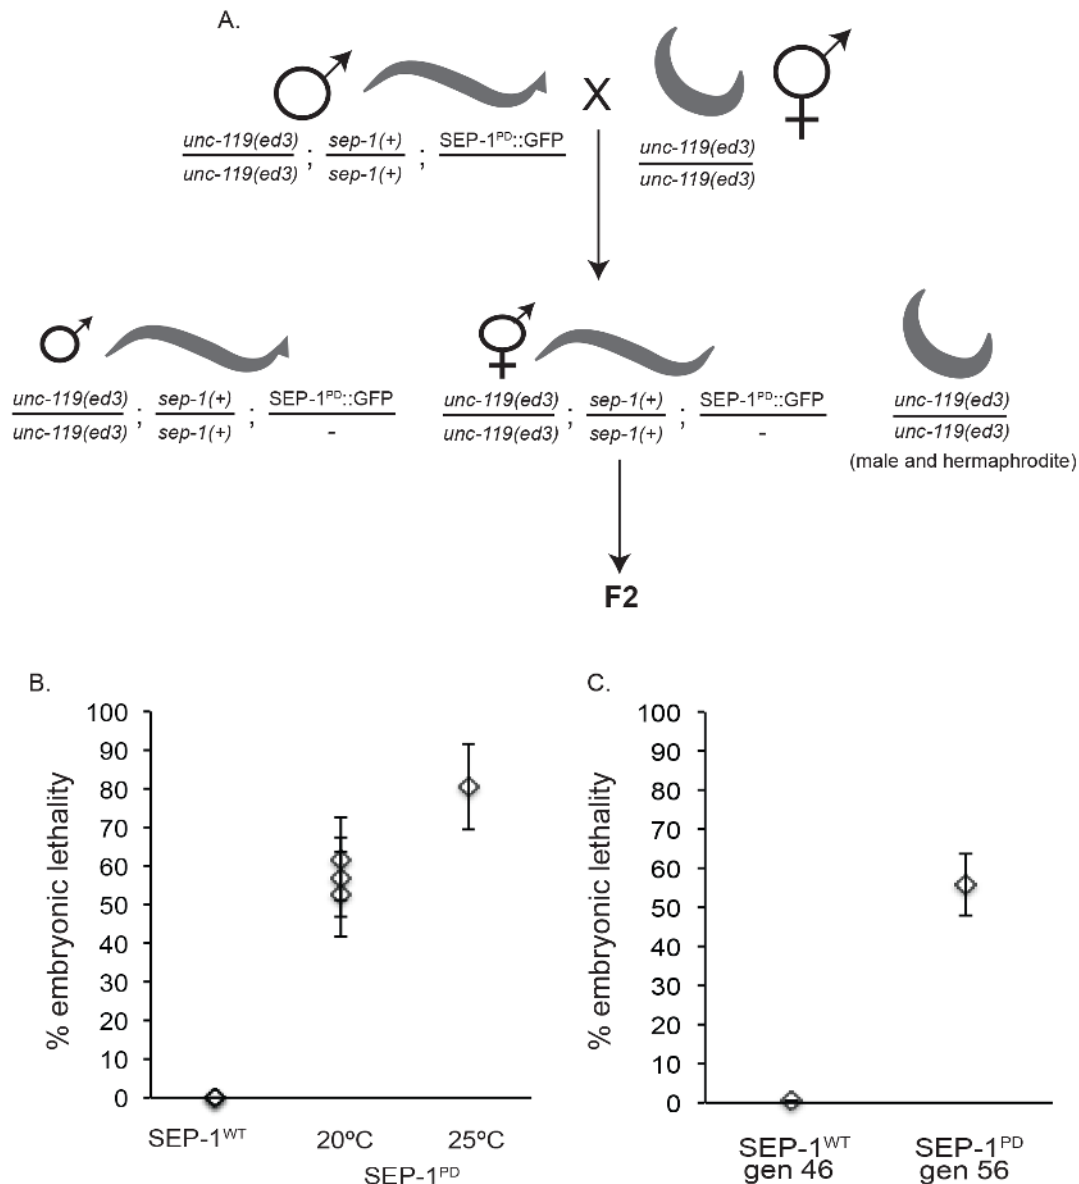 A.
X
unc-119(ed3) ; sep-1(+) ; SEP-1PD::GFP
unc-119(ed3) sep-1(+)
unc-119(ed3)
unc-119(ed3)
unc-119(ed3) ; sep-1(+) ; SEP-1PD::GFP
unc-119(ed3) sep-1(+) -
unc-119(ed3) ; sep-1(+) ; SEP-1PD::GFP
unc-119(ed3) sep-1(+) -
unc-119(ed3)
unc-119(ed3)
(male and hermaphrodite)
F2
B.
% embryonic lethality
100
90
80
70
60
50
40
30
20
10
0
SEP-1WT
20ºC
25ºC
SEP-1PD
C.
% embryonic lethality
100
90
80
70
60
50
40
30
20
10
0
SEP-1WT
gen 46
SEP-1PD
gen 56